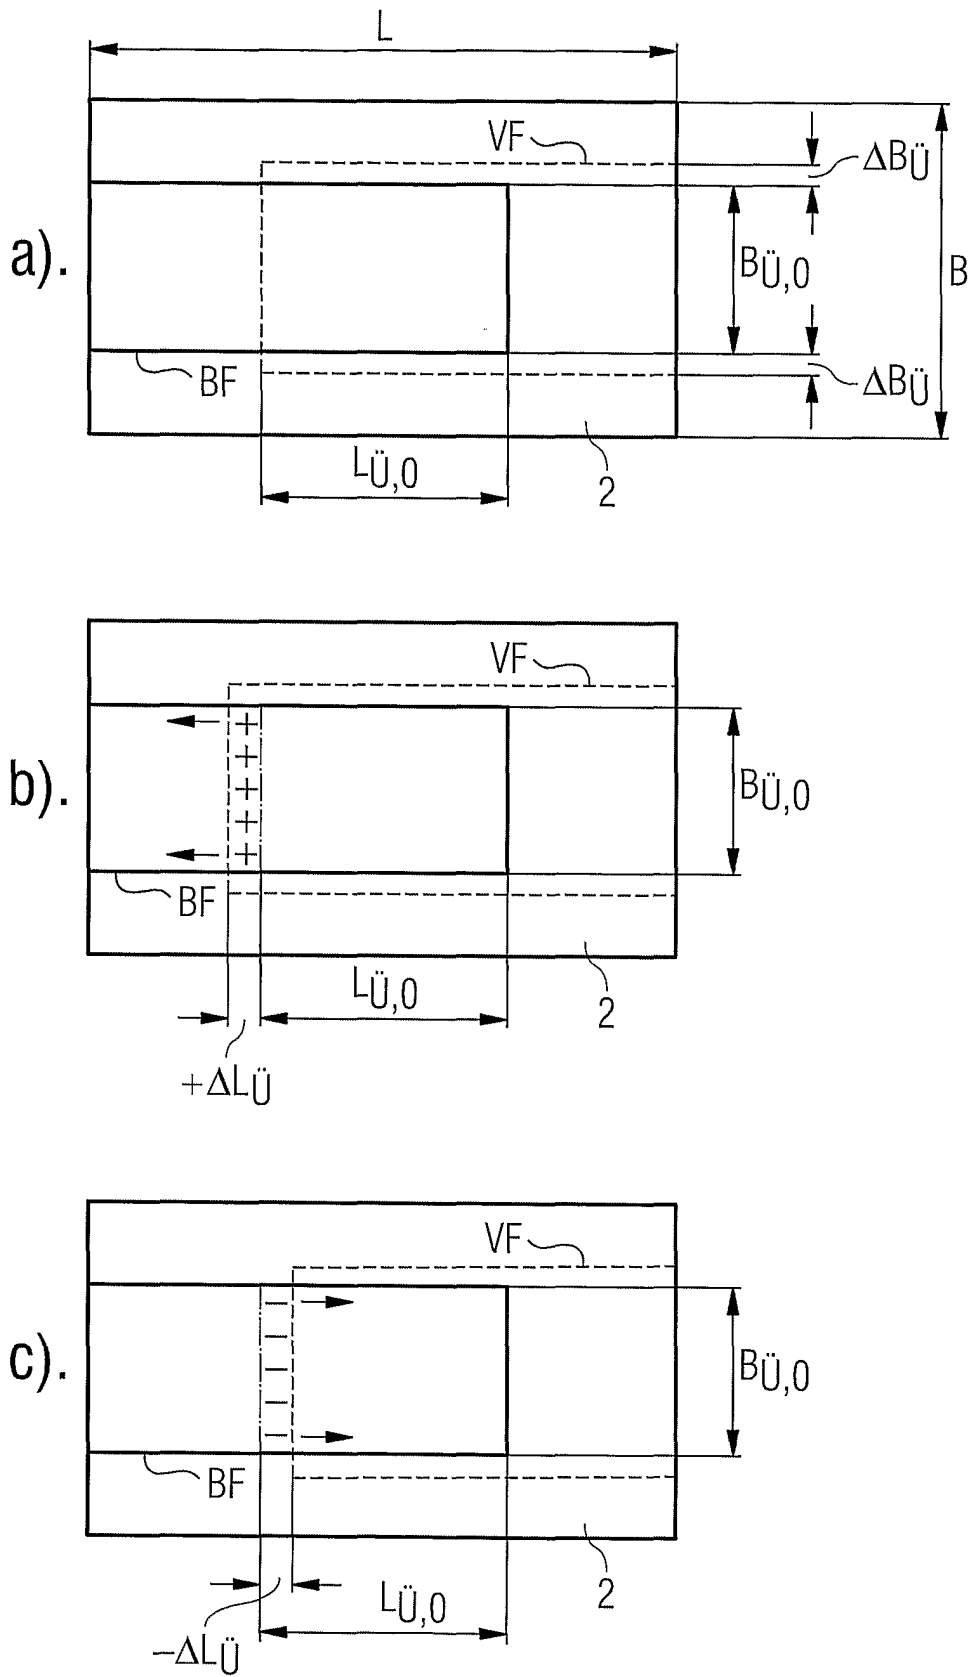 L
VF
ΔBÜ
a).
BÜ,0
B
BF
ΔBÜ
LÜ,0
2
VF
b).
+
+
+
+
+
BÜ,0
BF
LÜ,0
2
+ΔLÜ
VF
c).
−
−
−
−
−
BÜ,0
BF
2
LÜ,0
−ΔLÜ